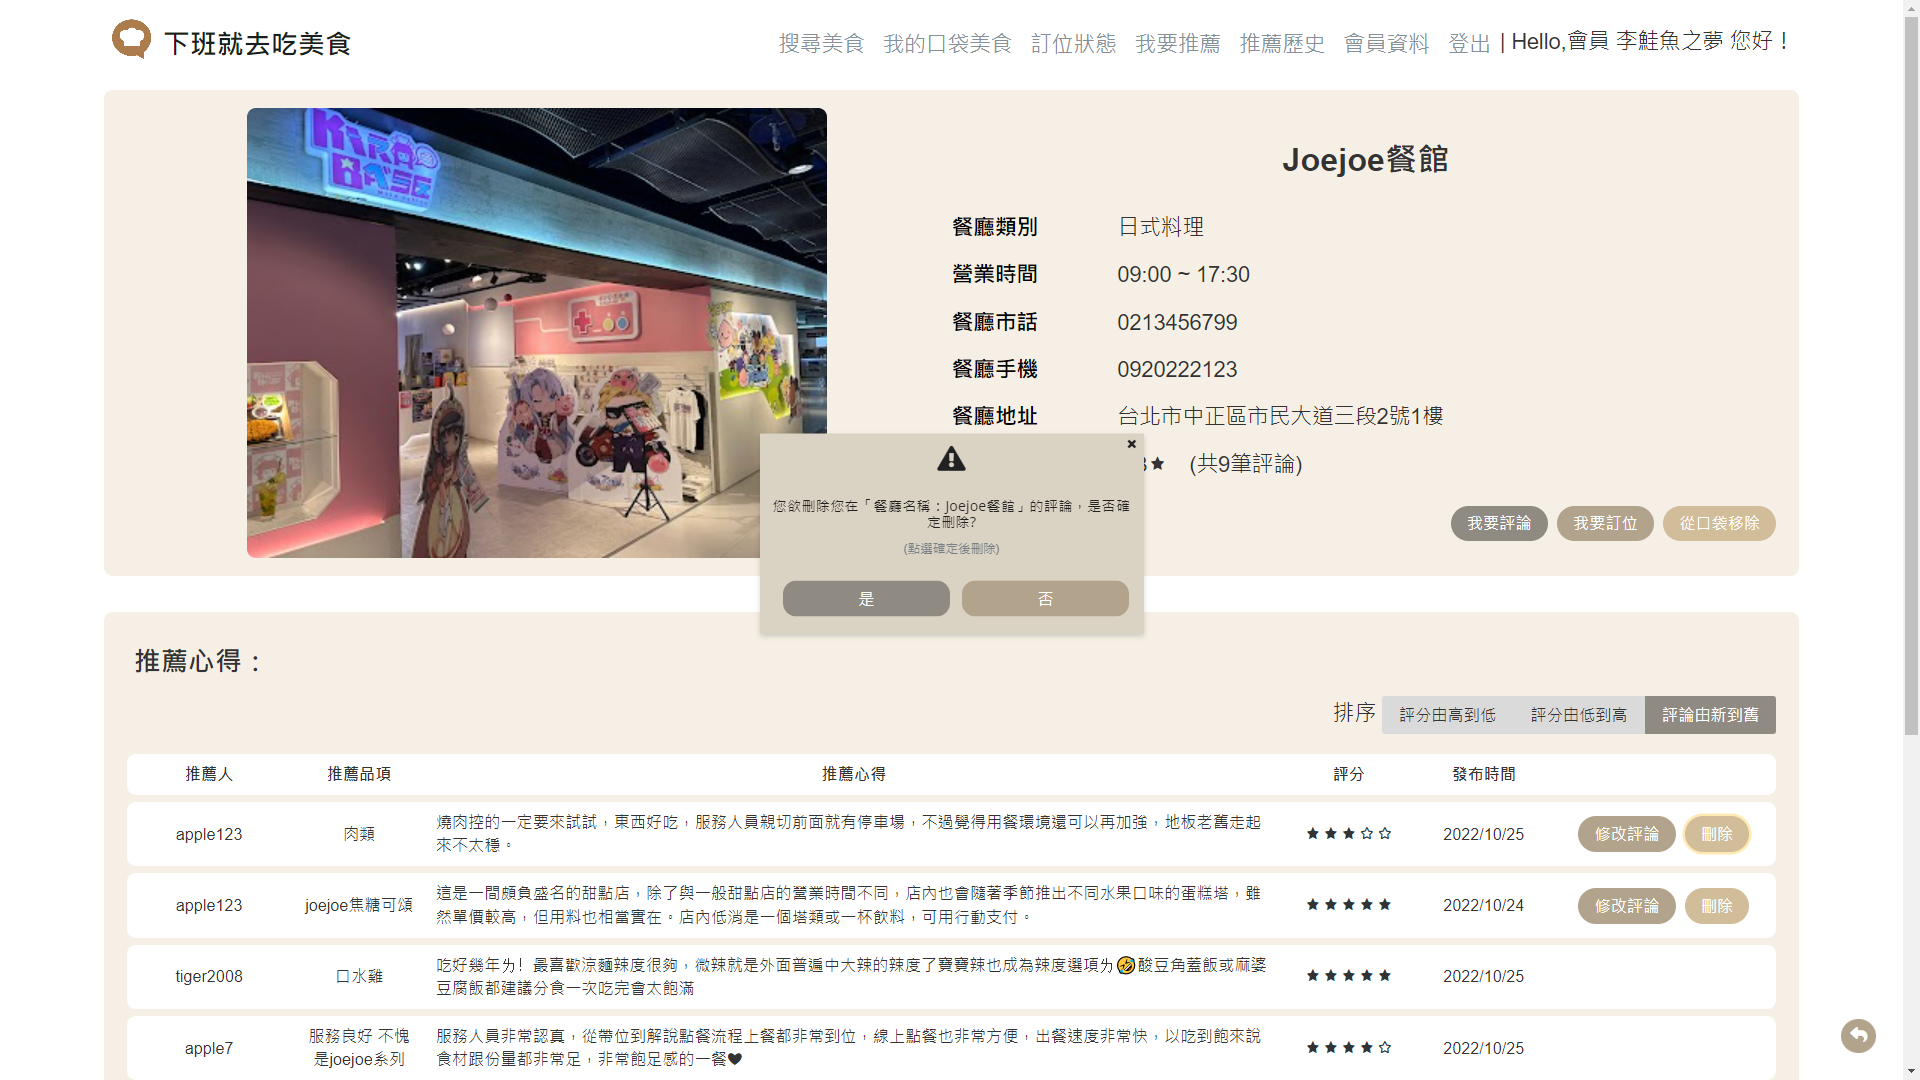 下班就去吃美食
搜尋美食 我的口袋美食 訂位狀態 我要推薦 推薦歷史 會員資料 登出 | Hello,會員 李鮭魚之夢 您好！
KIRA BASE
Joejoe餐館
餐廳類別 日式料理
營業時間 09:00 ~ 17:30
餐廳市話 0213456799
餐廳手機 0920222123
餐廳地址 台北市中正區市民大道三段2號1樓
★ (共9筆評論)
您欲刪除您在「餐廳名稱：Joejoe餐館」的評論，是否確
定刪除?
(點選確定後刪除)
是 否
我要評論 我要訂位 從口袋移除
推薦心得：
排序 評分由高到低 評分由低到高 評論由新到舊
推薦人 推薦品項 推薦心得 評分 發布時間
apple123 肉類 燒肉控的一定要來試試，東西好吃，服務人員親切前面就有停車場，不過覺得用餐環境還可以再加強，地板老舊走起
來不太穩。 ★★★☆☆ 2022/10/25 修改評論 刪除
apple123 joejoe焦糖可頌 這是一間頗負盛名的甜點店，除了與一般甜點店的營業時間不同，店內也會隨著季節推出不同水果口味的蛋糕塔，雖
然單價較高，但用料也相當實在。店內低消是一個塔類或一杯飲料，可用行動支付。 ★★★★★ 2022/10/24 修改評論 刪除
tiger2008 口水雞 吃好幾年ㄌ！最喜歡涼麵辣度很夠，微辣就是外面普遍中大辣的辣度了寶寶辣也成為辣度選項ㄌ🤣酸豆角蓋飯或麻婆
豆腐飯都建議分食一次吃完會太飽滿 ★★★★★ 2022/10/25
apple7 服務良好 不愧
是joejoe系列 服務人員非常認真，從帶位到解說點餐流程上餐都非常到位，線上點餐也非常方便，出餐速度非常快，以吃到飽來說
食材跟份量都非常足，非常飽足感的一餐♥ ★★★★☆ 2022/10/25